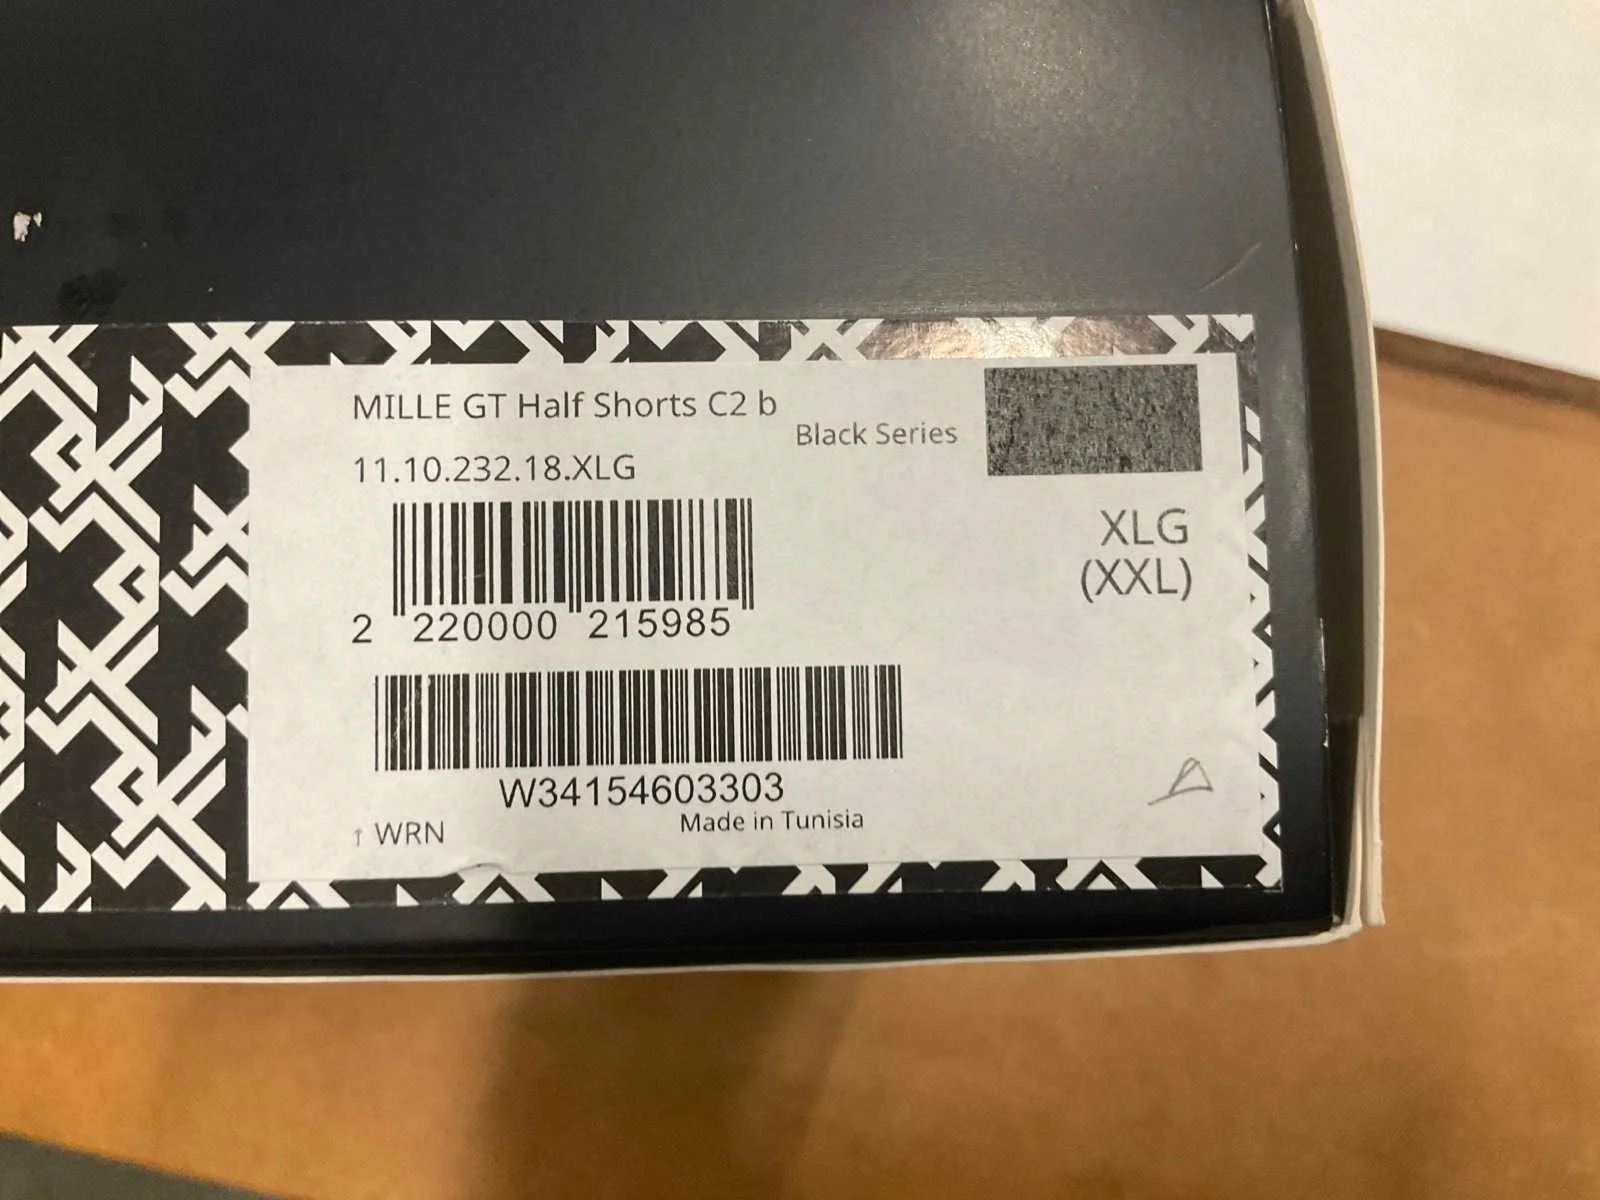 MILLE GT Half Shorts C2 b
Black Series
11.10.232.18.XLG
XLG
(XXL)
2 220000 215985
W34154603303
Made in Tunisia
↑ WRN